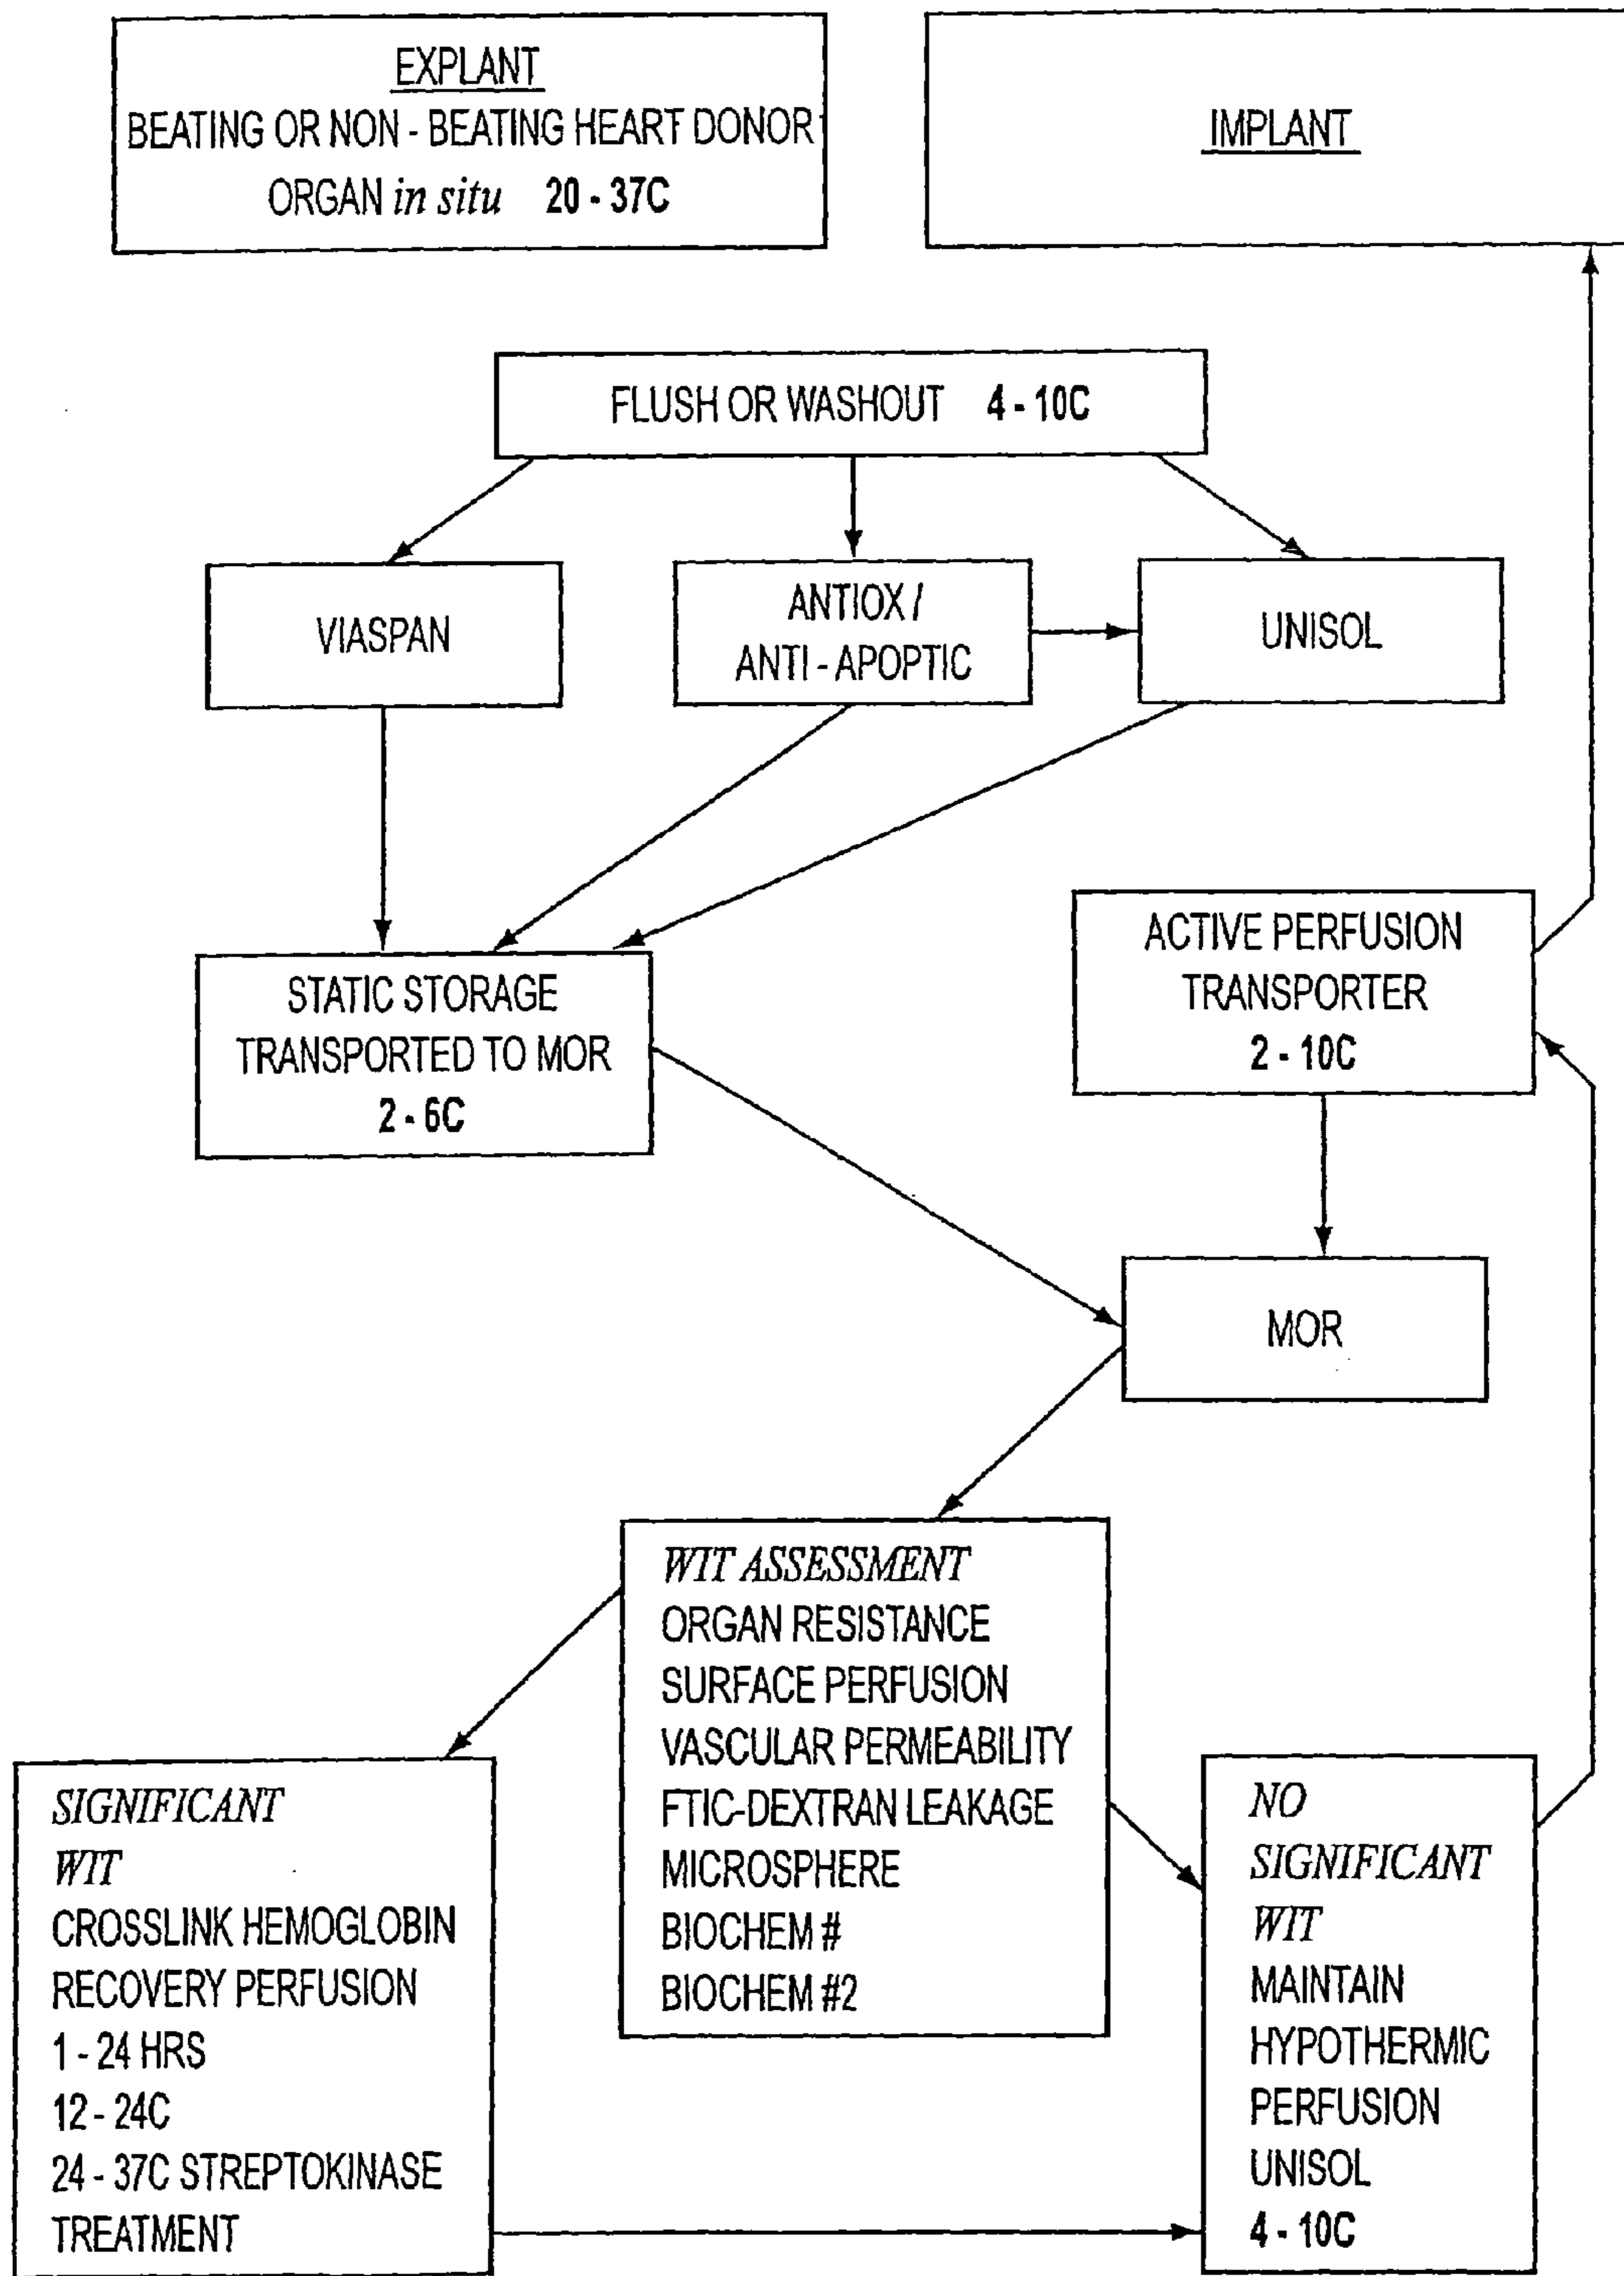 EXPLANT
BEATING OR NON - BEATING HEART DONOR
ORGAN in situ 20 - 37C
IMPLANT
FLUSH OR WASHOUT 4 - 10C
VIASPAN
ANTIOX /
ANTI - APOPTIC
UNISOL
STATIC STORAGE
TRANSPORTED TO MOR
2 - 6C
ACTIVE PERFUSION
TRANSPORTER
2 - 10C
MOR
WIT ASSESSMENT
ORGAN RESISTANCE
SURFACE PERFUSION
VASCULAR PERMEABILITY
FTIC-DEXTRAN LEAKAGE
MICROSPHERE
BIOCHEM #
BIOCHEM #2
SIGNIFICANT
WIT
CROSSLINK HEMOGLOBIN
RECOVERY PERFUSION
1 - 24 HRS
12 - 24C
24 - 37C STREPTOKINASE
TREATMENT
NO
SIGNIFICANT
WIT
MAINTAIN
HYPOTHERMIC
PERFUSION
UNISOL
4 - 10C